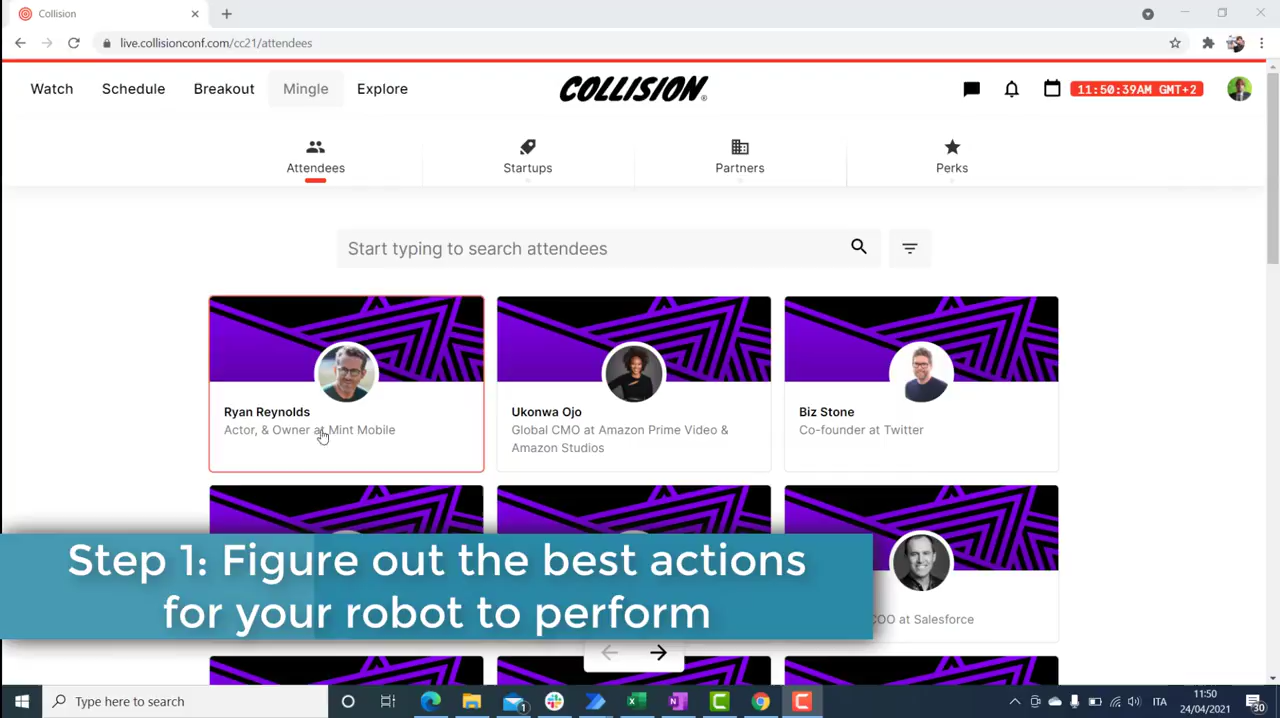 Collision
live.collisionconf.com/cc21/attendees
Watch
Schedule
Breakout
Mingle
Explore
COLLISION
11:50:39AM GMT+2
Attendees
Startups
Partners
Perks
Start typing to search attendees
Ryan Reynolds
Actor, & Owner at Mint Mobile
Ukonwa Ojo
Global CMO at Amazon Prime Video &
Amazon Studios
Biz Stone
Co-founder at Twitter
Step 1: Figure out the best actions
for your robot to perform
COO at Salesforce
Type here to search
1
ITA
11:50
24/04/2021
30